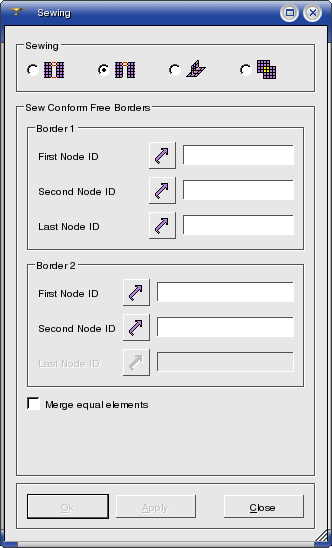 Sewing
Sewing
Sew Conform Free Borders
Border 1
First Node ID
Second Node ID
Last Node ID
Border 2
First Node ID
Second Node ID
Last Node ID
Merge equal elements
Ok Apply Close